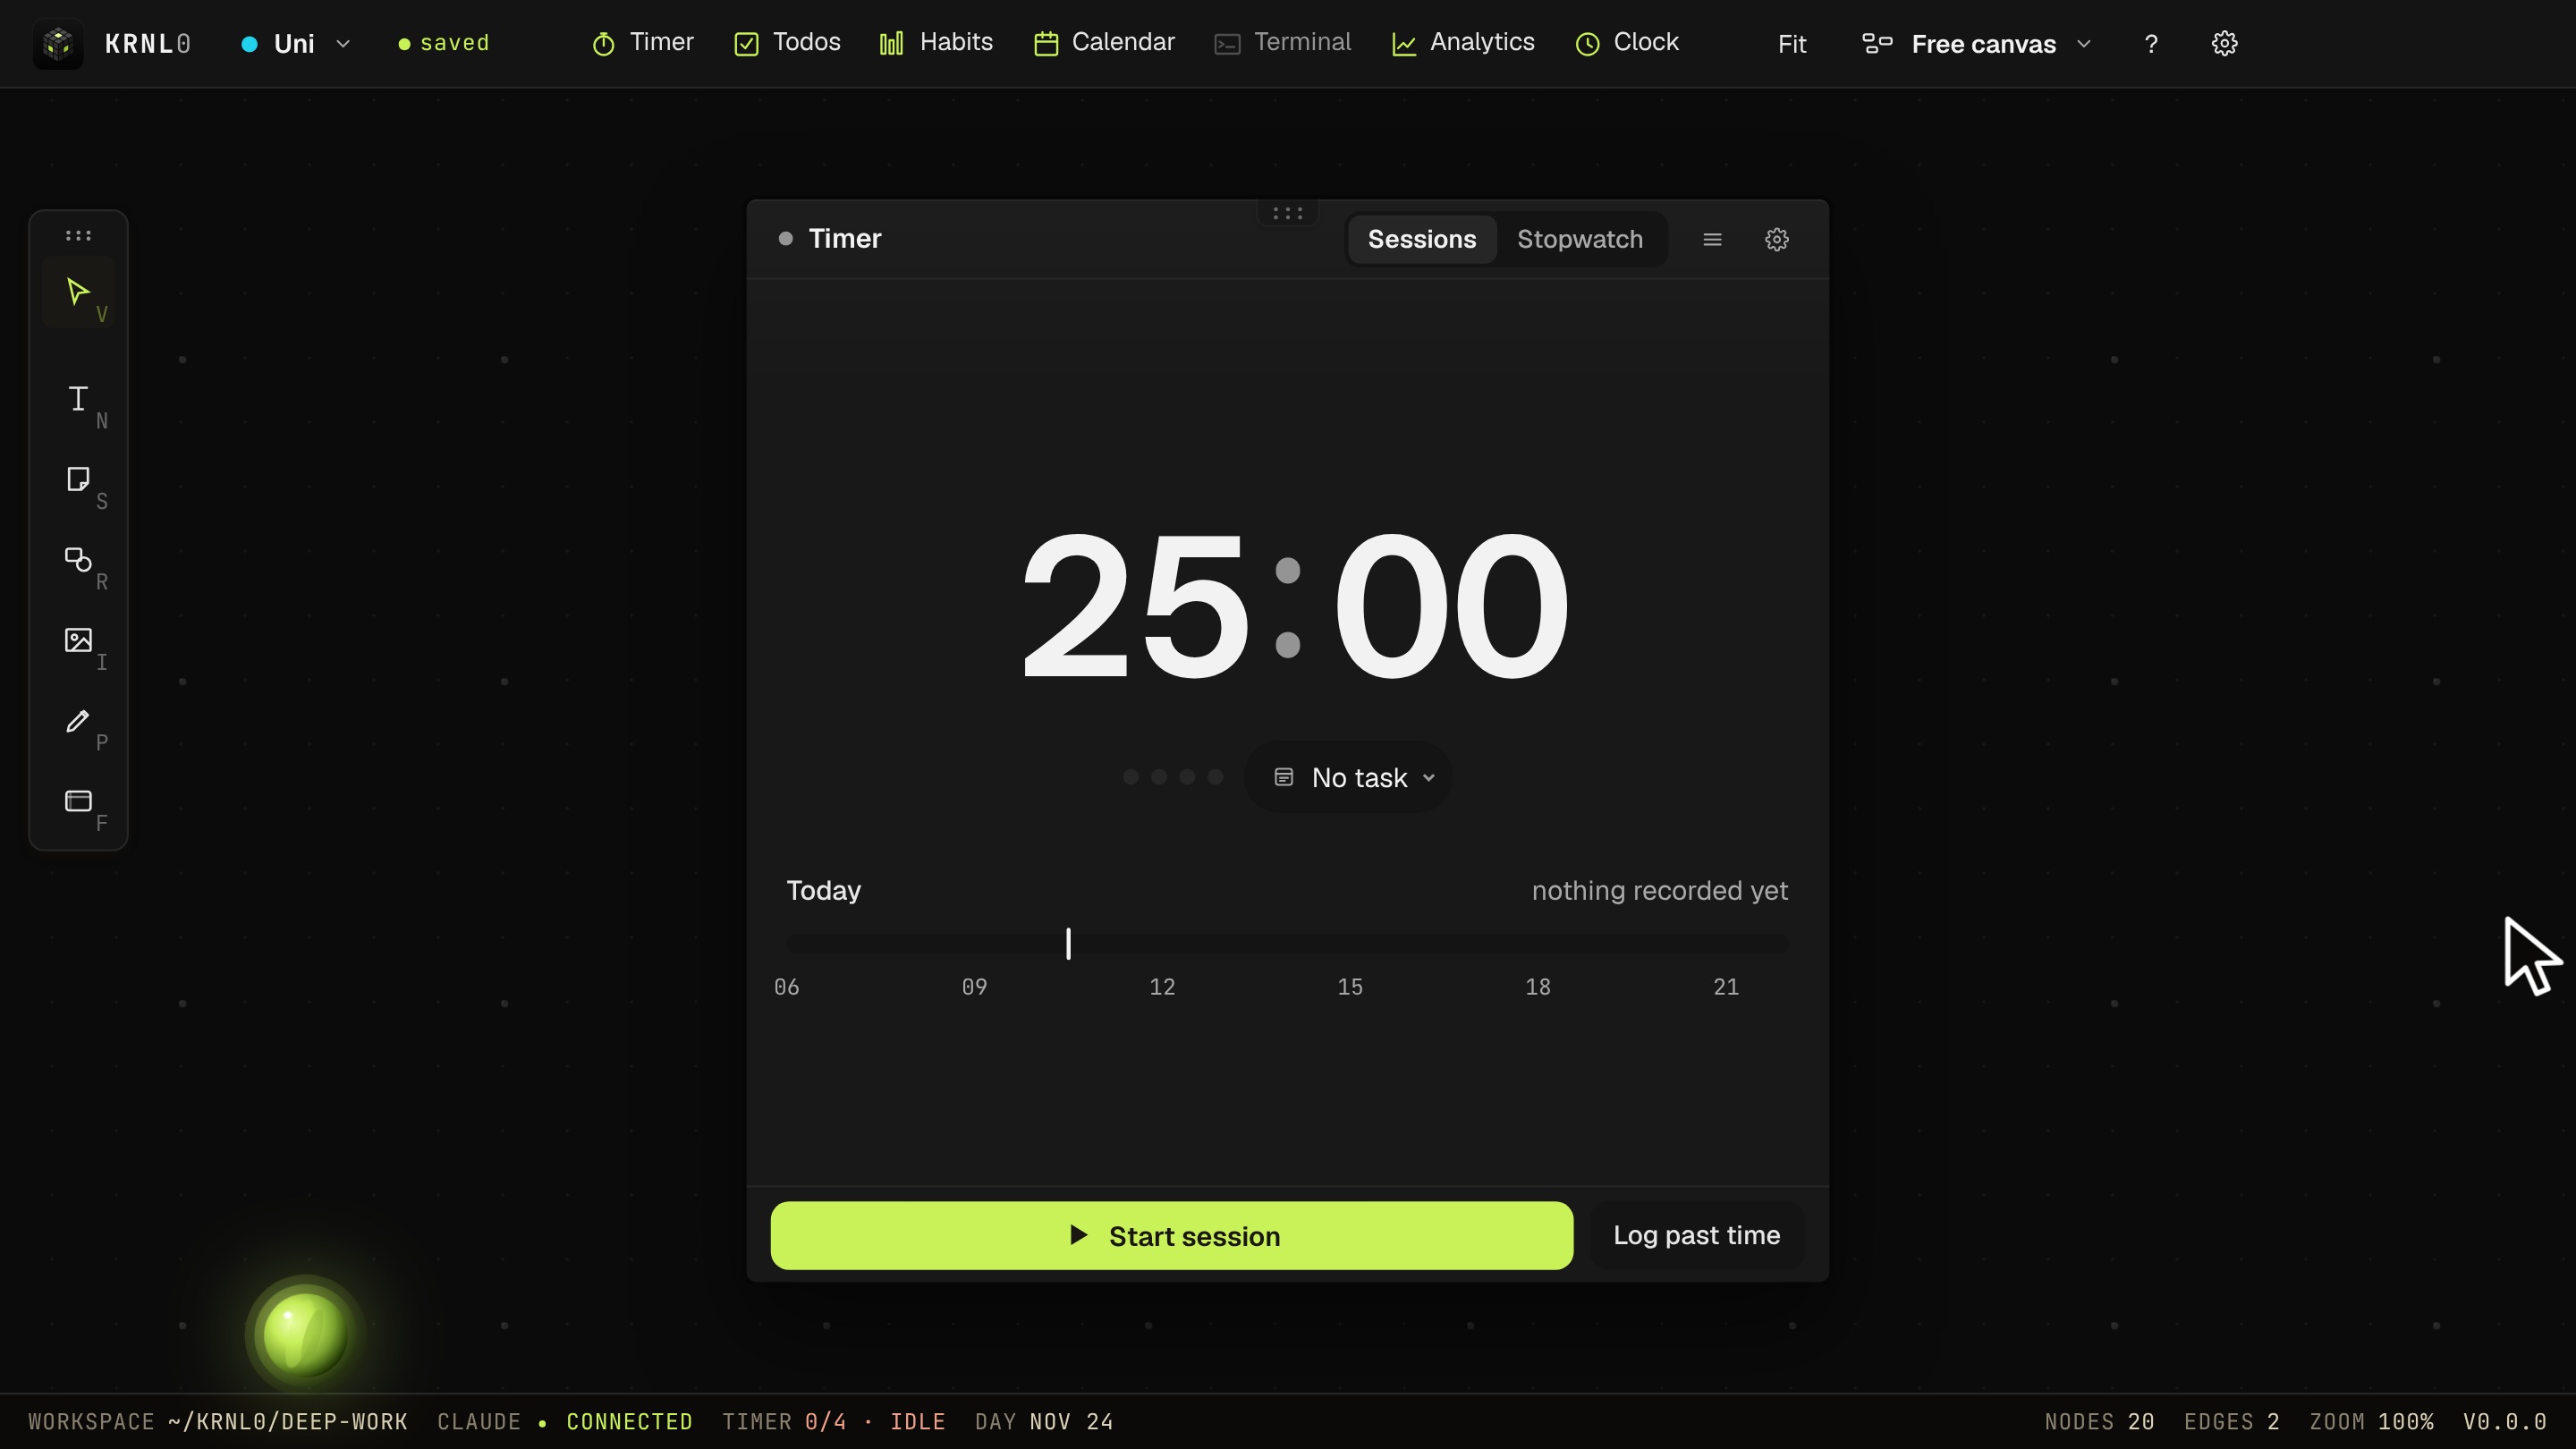 KRNL0 Uni saved Timer Todos Habits Calendar Terminal Analytics Clock Fit Free canvas ?
Timer Sessions Stopwatch
V
N
S
R
I
P
F
25:00
No task
Today nothing recorded yet
06 09 12 15 18 21
Start session Log past time
WORKSPACE ~/KRNL0/DEEP-WORK CLAUDE • CONNECTED TIMER 0/4 · IDLE DAY NOV 24 NODES 20 EDGES 2 ZOOM 100% V0.0.0